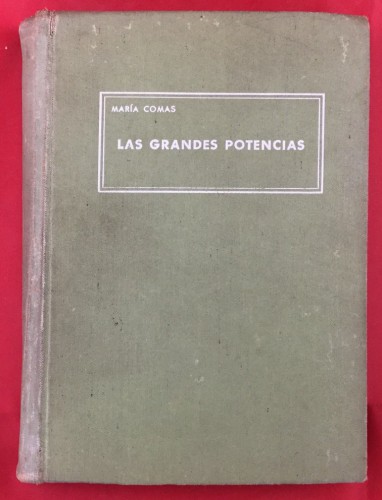 MARÍA COMAS
LAS GRANDES POTENCIAS